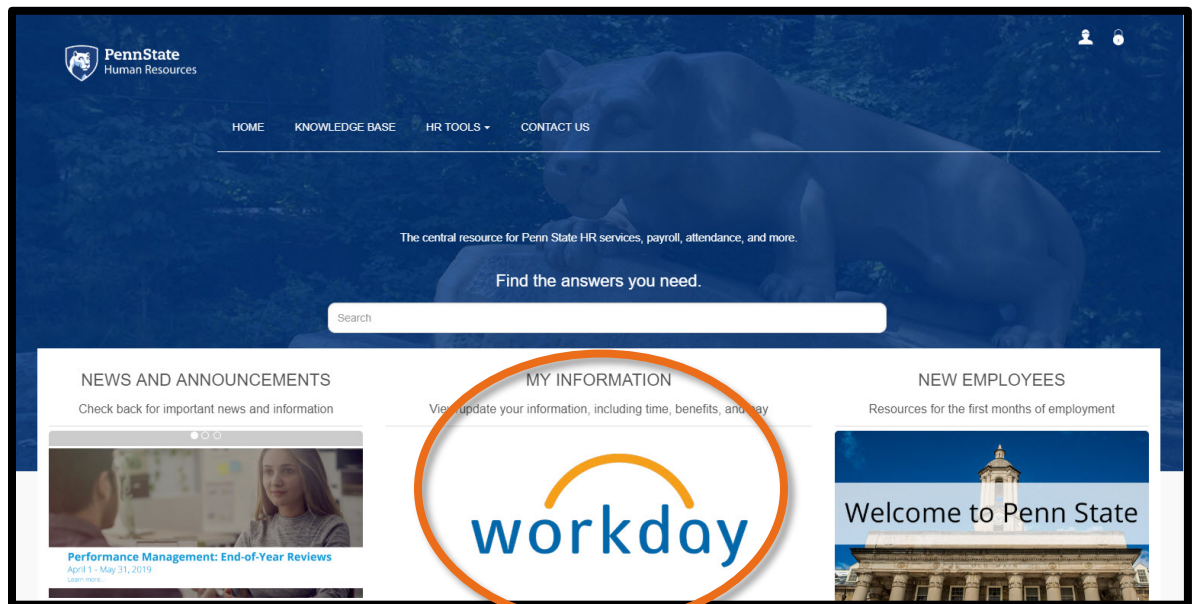 PennState
Human Resources
HOME KNOWLEDGE BASE HR TOOLS CONTACT US
The central resource for Penn State HR services, payroll, attendance, and more.
Find the answers you need.
Search
NEWS AND ANNOUNCEMENTS
Check back for important news and information
Performance Management: End-of-Year Reviews
April 1 - May 31, 2019
Learn more...
MY INFORMATION
View/update your information, including time, benefits, and pay
workday
NEW EMPLOYEES
Resources for the first months of employment
Welcome to Penn State